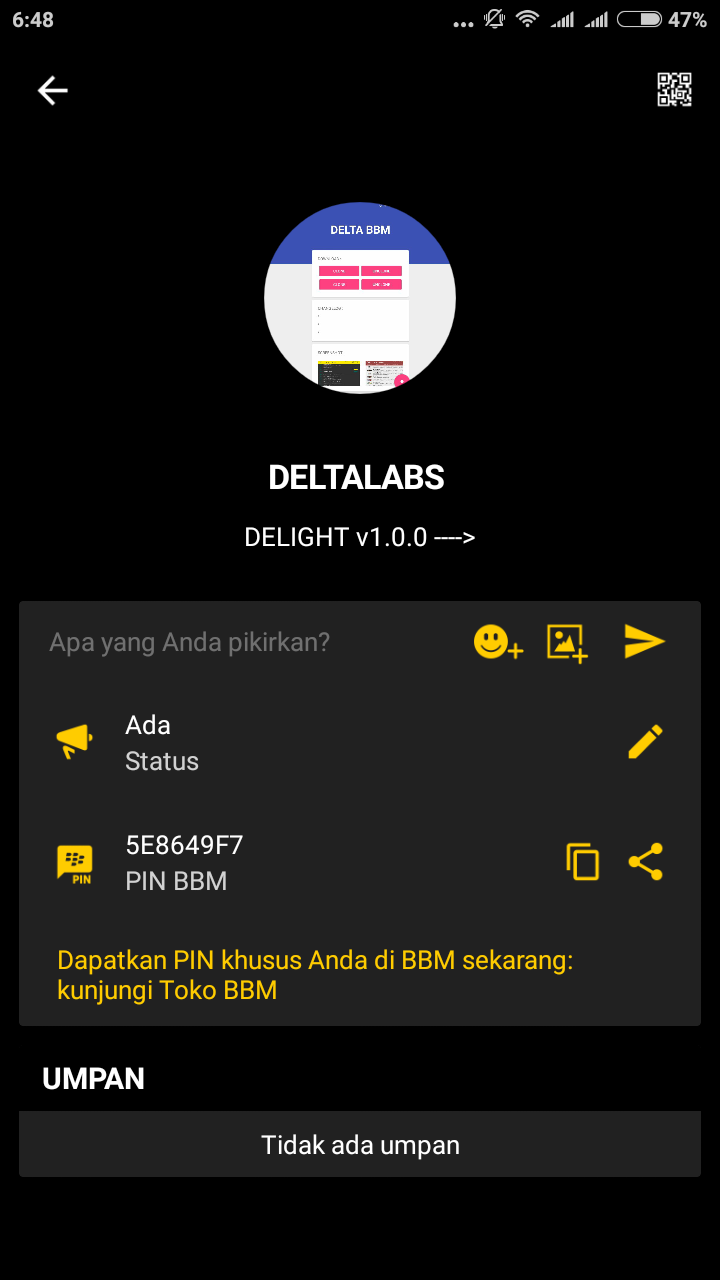 6:48
47%
DELTA BBM
DELTALABS
DELIGHT v1.0.0 ---->
Apa yang Anda pikirkan?
Ada
Status
5E8649F7
PIN
PIN BBM
Dapatkan PIN khusus Anda di BBM sekarang:
kunjungi Toko BBM
UMPAN
Tidak ada umpan